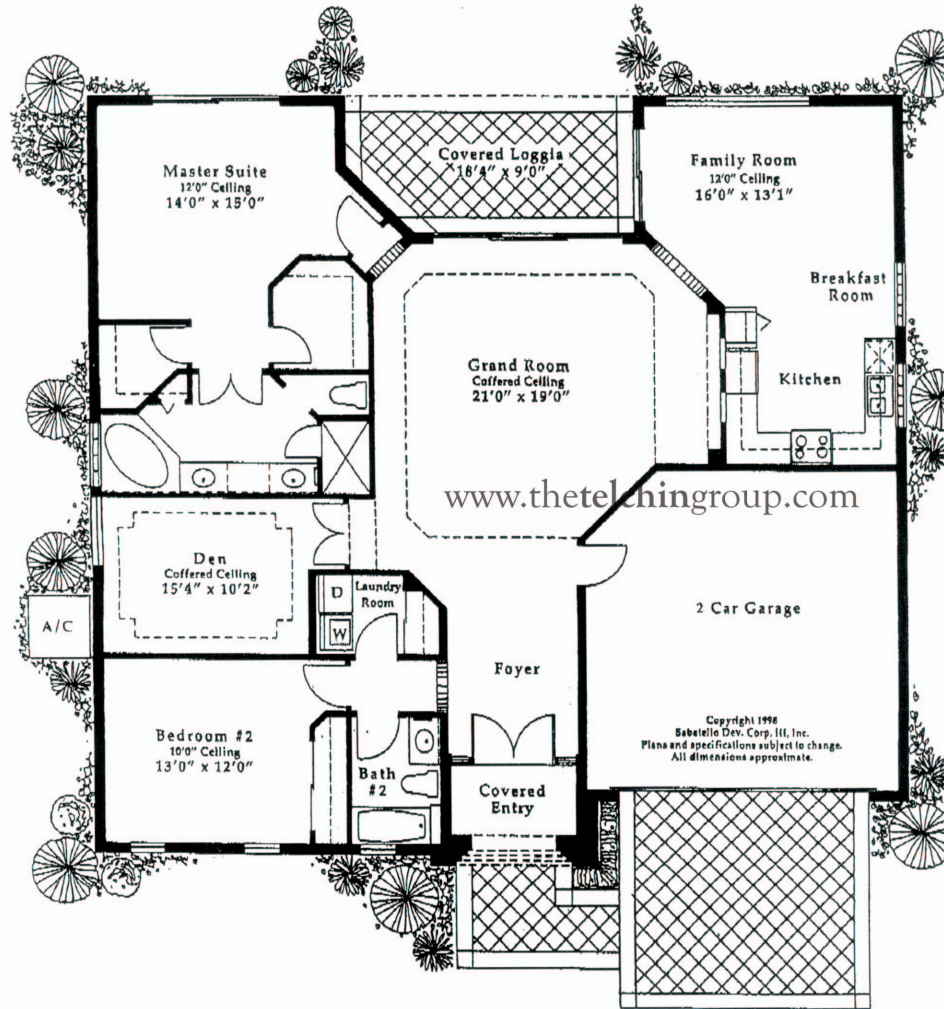 Master Suite
12'0" Ceiling
14'0" x 15'0"
Covered Loggia
18'4" x 9'0"
Family Room
12'0" Ceiling
16'0" x 13'1"
Breakfast
Room
Grand Room
Coffered Ceiling
21'0" x 19'0"
Kitchen
www.thetelchingroup.com
Den
Coffered Ceiling
15'4" x 10'2"
D
Laundry
Room
W
A/C
2 Car Garage
Foyer
Bedroom #2
10'0" Ceiling
13'0" x 12'0"
Bath
#2
Covered
Entry
Copyright 1998
Sabatello Dev. Corp. III, Inc.
Plans and specifications subject to change.
All dimensions approximate.